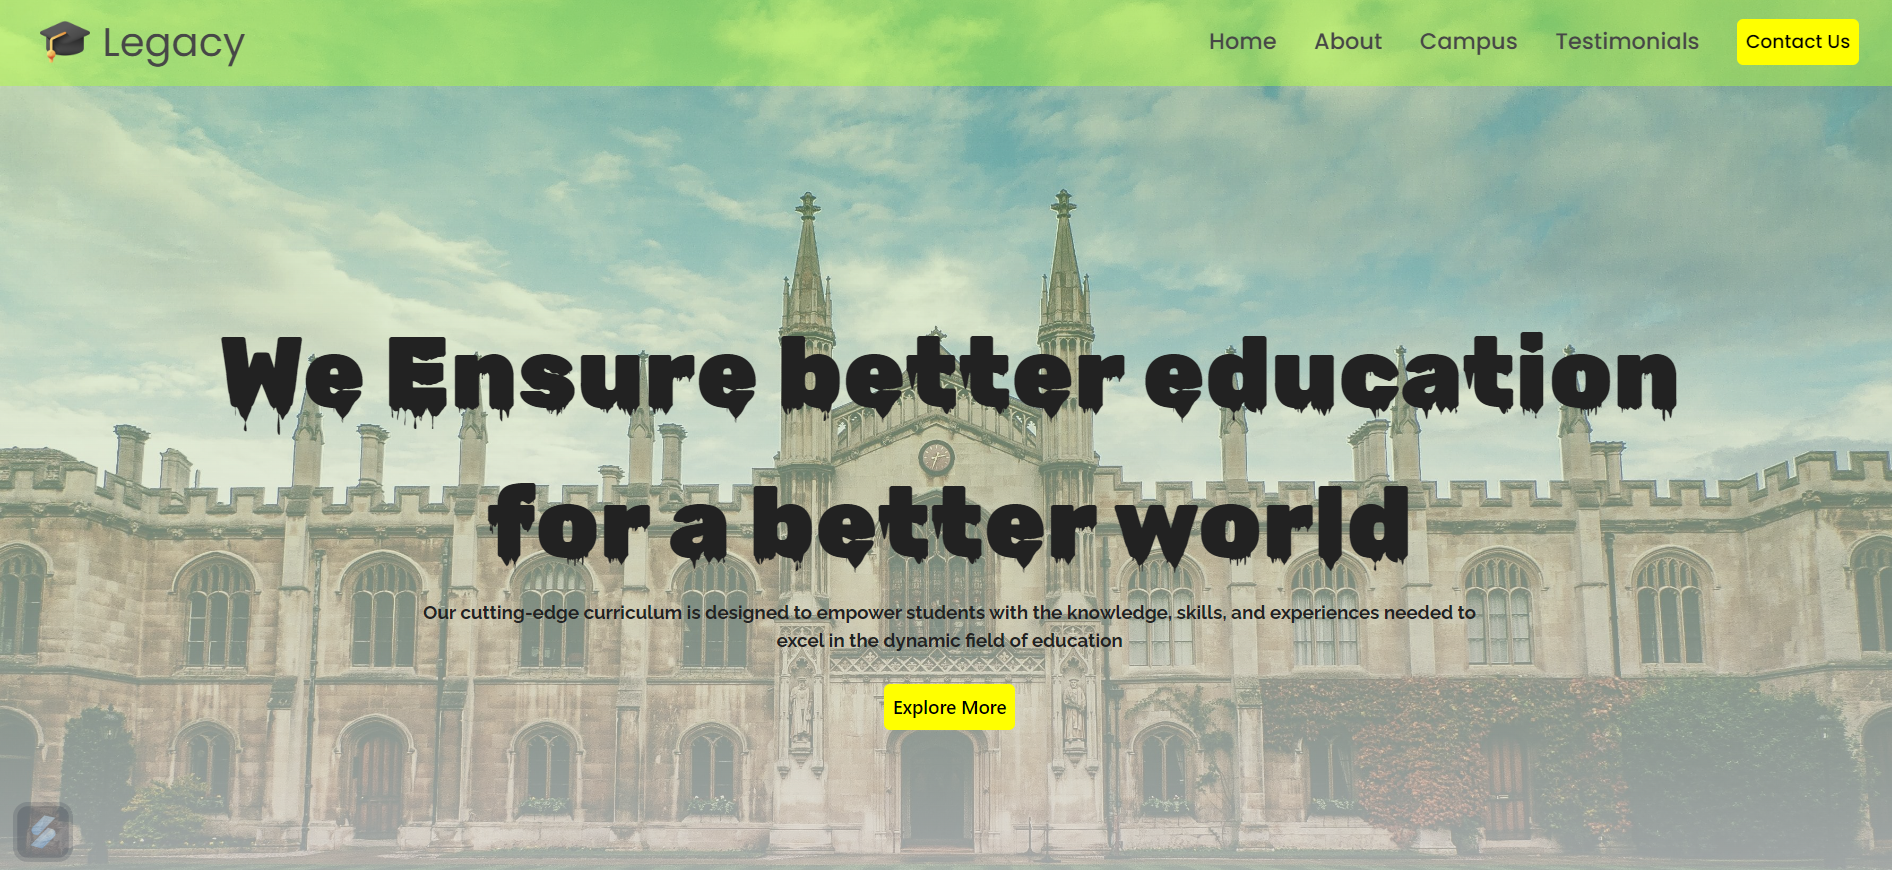 Legacy
Home About Campus Testimonials Contact Us
We Ensure better education
for a better world
Our cutting-edge curriculum is designed to empower students with the knowledge, skills, and experiences needed to
excel in the dynamic field of education
Explore More